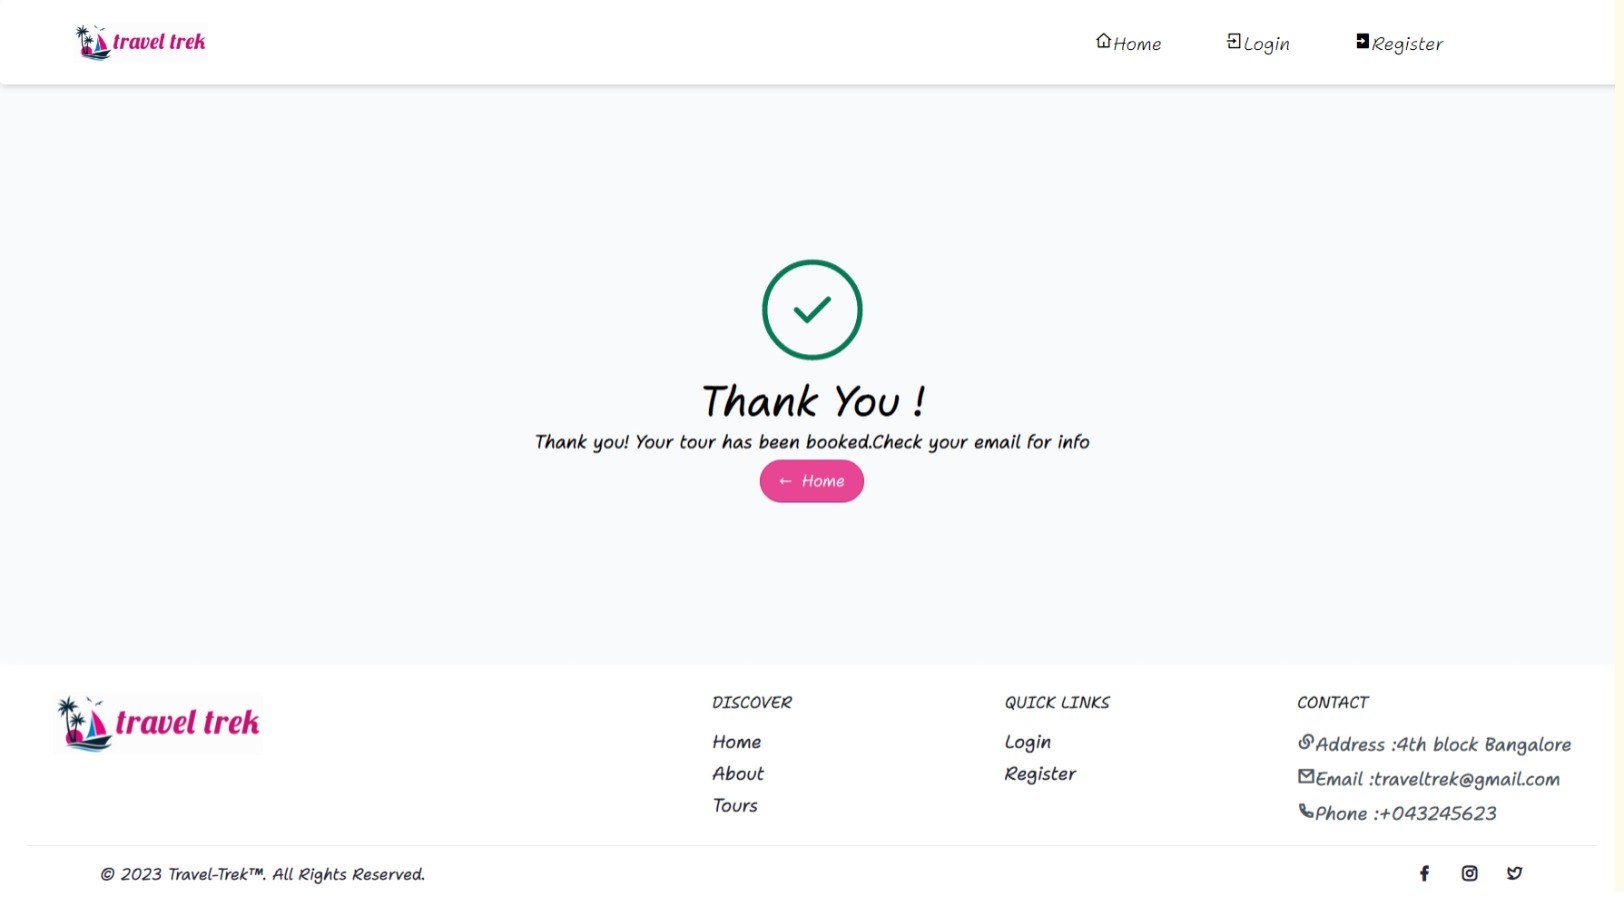 travel trek
Home Login Register
Thank You !
Thank you! Your tour has been booked.Check your email for info
← Home
travel trek
DISCOVER
Home
About
Tours
QUICK LINKS
Login
Register
CONTACT
Address :4th block Bangalore
Email :traveltrek@gmail.com
Phone :+043245623
© 2023 Travel-Trek™. All Rights Reserved.